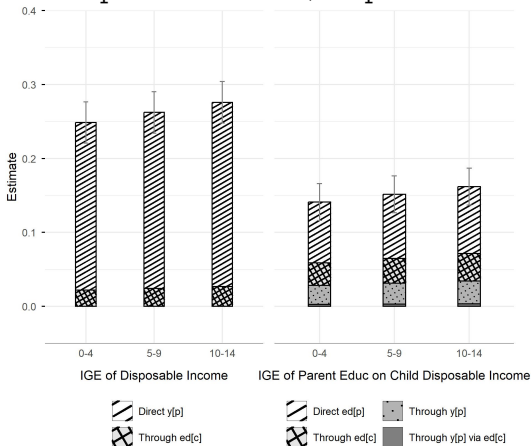 0.4
0.3
0.2
0.1
0.0
Estimate
0-4 5-9 10-14 0-4 5-9 10-14
IGE of Disposable Income IGE of Parent Educ on Child Disposable Income
Direct y[p] Direct ed[p] Through y[p]
Through ed[c] Through ed[c] Through y[p] via ed[c]